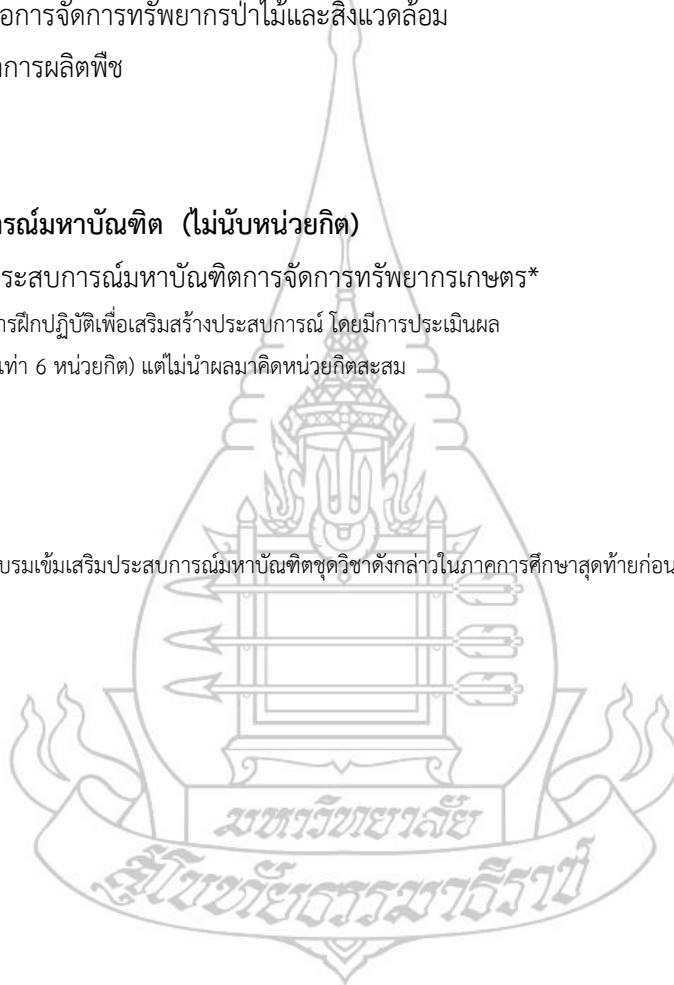 อการจัดการทรัพยากรป่าไม้และสิ่งแวดล้อม
การผลิตพืช
รณ์มหาบัณฑิต (ไม่นับหน่วยกิต)
ระสบการณ์มหาบัณฑิตการจัดการทรัพยากรเกษตร*
ารฝึกปฏิบัติเพื่อเสริมสร้างประสบการณ์ โดยมีการประเมินผล
เท่า 6 หน่วยกิต) แต่ไม่นำผลมาคิดหน่วยกิตสะสม
บรมเข้มเสริมประสบการณ์มหาบัณฑิตชุดวิชาดังกล่าวในภาคการศึกษาสุดท้ายก่อน
มหาวิทยาลัย
สุโขทัยธรรมาธิราช